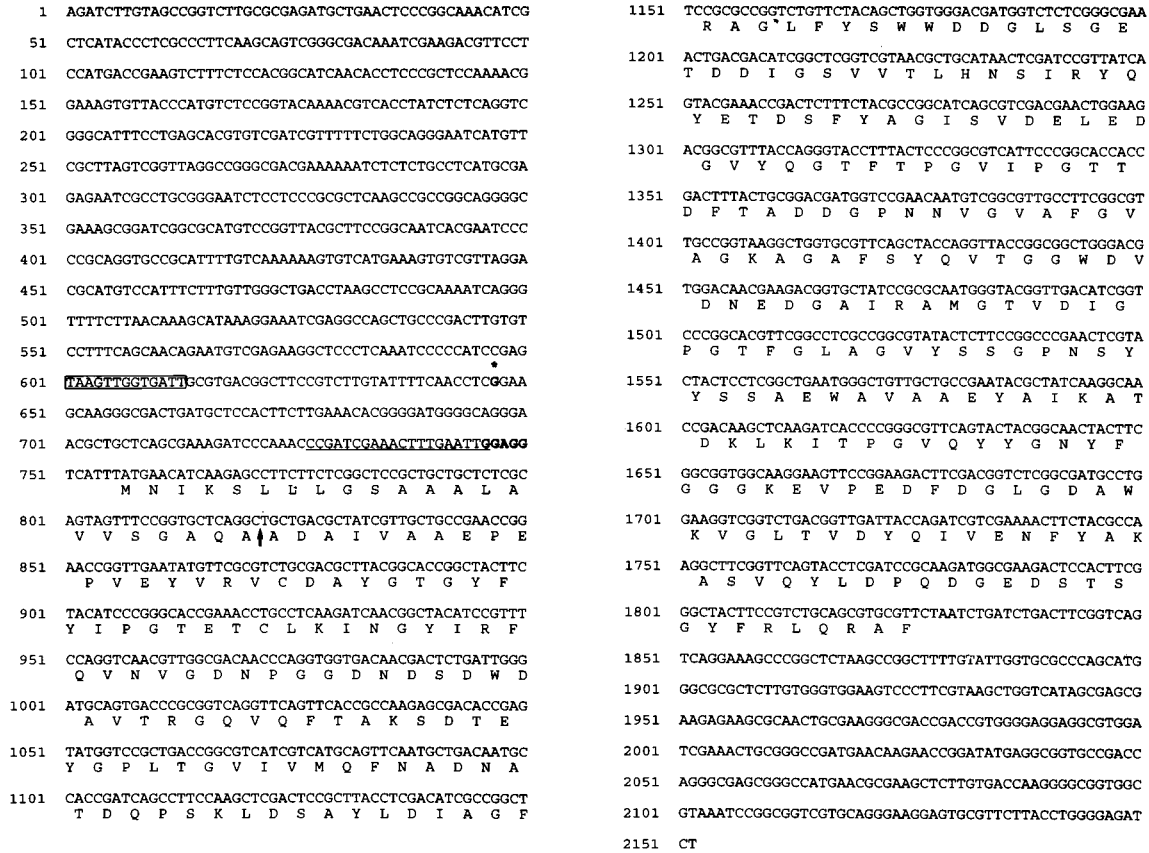 1 AGATCTTGTAGCCGGTCTTGCGCGAGATGCTGAACTCCCGGCAAACATCG
51 CTCATACCCTCGCCCTTCAAGCAGTCGGGCGACAAATCGAAGACGTTCCT
101 CCATGACCGAAGTCTTTCTCCACGGCATCAACACCTCCCGCTCCAAAACG
151 GAAAGTGTTACCCATGTCTCCGGTACAAAACGTCACCTATCTCTCAGGTC
201 GGGCATTTCCTGAGCACGTGTCGATCGTTTTTCTGGCAGGGAATCATGTT
251 CGCTTAGTCGGTTAGGCCGGGCGACGAAAAAATCTCTCTGCCTCATGCGA
301 GAGAATCGCCTGCGGGAATCTCCTCCCGCGCTCAAGCCGCCGGCAGGGGC
351 GAAAGCGGATCGGCGCATGTCCGGTTACGCTTCCGGCAATCACGAATCCC
401 CCGCAGGTGCCGCATTTTGTCAAAAAAGTGTCATGAAAGTGTCGTTAGGA
451 CGCATGTCCATTTCTTTGTTGGGCTGACCTAAGCCTCCGCAAAATCAGGG
501 TTTTCTTAACAAAGCATAAAGGAAATCGAGGCCAGCTGCCCGACTTGTGT
551 CCTTTCAGCAACAGAATGTCGAGAAGGCTCCCTCAAATCCCCCATCCGAG
*
601 TAAGTTGGTGATTGCGTGACGGCTTCCGTCTTGTATTTTCAACCTCGGAA
651 GCAAGGGCGACTGATGCTCCACTTCTTGAAACACGGGGATGGGGCAGGGA
701 ACGCTGCTCAGCGAAAGATCCCAAACCCGATCGAAACTTTGAATTGGGAGG
751 TCATTTATGAACATCAAGAGCCTTCTTCTCGGCTCCGCTGCTGCTCTCGC
M N I K S L L L G S A A A L A
801 AGTAGTTTCCGGTGCTCAGGCTGCTGACGCTATCGTTGCTGCCGAACCGG
V V S G A Q A A D A I V A A E P E
851 AACCGGTTGAATATGTTCGCGTCTGCGACGCTTACGGCACCGGCTACTTC
P V E Y V R V C D A Y G T G Y F
901 TACATCCCGGGCACCGAAACCTGCCTCAAGATCAACGGCTACATCCGTTT
Y I P G T E T C L K I N G Y I R F
951 CCAGGTCAACGTTGGCGACAACCCAGGTGGTGACAACGACTCTGATTGGG
Q V N V G D N P G G D N D S D W D
1001 ATGCAGTGACCCGCGGTCAGGTTCAGTTCACCGCCAAGAGCGACACCGAG
A V T R G Q V Q F T A K S D T E
1051 TATGGTCCGCTGACCGGCGTCATCGTCATGCAGTTCAATGCTGACAATGC
Y G P L T G V I V M Q F N A D N A
1101 CACCGATCAGCCTTCCAAGCTCGACTCCGCTTACCTCGACATCGCCGGCT
T D Q P S K L D S A Y L D I A G F
1151 TCCGCGCCGGTCTGTTCTACAGCTGGTGGGACGATGGTCTCTCGGGCGAA
R A G L F Y S W W D D G L S G E
1201 ACTGACGACATCGGCTCGGTCGTAACGCTGCATAACTCGATCCGTTATCA
T D D I G S V V T L H N S I R Y Q
1251 GTACGAAACCGACTCTTTCTACGCCGGCATCAGCGTCGACGAACTGGAAG
Y E T D S F Y A G I S V D E L E D
1301 ACGGCGTTTACCAGGGTACCTTTACTCCCGGCGTCATTCCCGGCACCACC
G V Y Q G T F T P G V I P G T T
1351 GACTTTACTGCGGACGATGGTCCGAACAATGTCGGCGTTGCCTTCGGCGT
D F T A D D G P N N V G V A F G V
1401 TGCCGGTAAGGCTGGTGCGTTCAGCTACCAGGTTACCGGCGGCTGGGACG
A G K A G A F S Y Q V T G G W D V
1451 TGGACAACGAAGACGGTGCTATCCGCGCAATGGGTACGGTTGACATCGGT
D N E D G A I R A M G T V D I G
1501 CCCGGCACGTTCGGCCTCGCCGGCGTATACTCTTCCGGCCCGAACTCGTA
P G T F G L A G V Y S S G P N S Y
1551 CTACTCCTCGGCTGAATGGGCTGTTGCTGCCGAATACGCTATCAAGGCAA
Y S S A E W A V A A E Y A I K A T
1601 CCGACAAGCTCAAGATCACCCCGGGCGTTCAGTACTACGGCAACTACTTC
D K L K I T P G V Q Y Y G N Y F
1651 GGCGGTGGCAAGGAAGTTCCGGAAGACTTCGACGGTCTCGGCGATGCCTG
G G G K E V P E D F D G L G D A W
1701 GAAGGTCGGTCTGACGGTTGATTACCAGATCGTCGAAAACTTCTACGCCA
K V G L T V D Y Q I V E N F Y A K
1751 AGGCTTCGGTTCAGTACCTCGATCCGCAAGATGGCGAAGACTCCACTTCG
A S V Q Y L D P Q D G E D S T S
1801 GGCTACTTCCGTCTGCAGCGTGCGTTCTAATCTGATCTGACTTCGGTCAG
G Y F R L Q R A F
1851 TCAGGAAAGCCCGGCTCTAAGCCGGCTTTTGTATTGGTGCGCCCAGCATG
1901 GGCGCGCTCTTGTGGGTGGAAGTCCCTTCGTAAGCTGGTCATAGCGAGCG
1951 AAGAGAAGCGCAACTGCGAAGGGCGACGACCGTGGGGAGGAGGCGTGGA
2001 TCGAAACTGCGGGCCGATGAACAAGAACCGGATATGAGGCGGTGCCGACC
2051 AGGGCGAGCGGGCCATGAACGCGAAGCTCTTGTGACCAAGGGGCGGTGGC
2101 GTAAATCCGGCGGTCGTGCAGGGAAGGAGTGCGTTCTTACCTGGGGAGAT
2151 CT